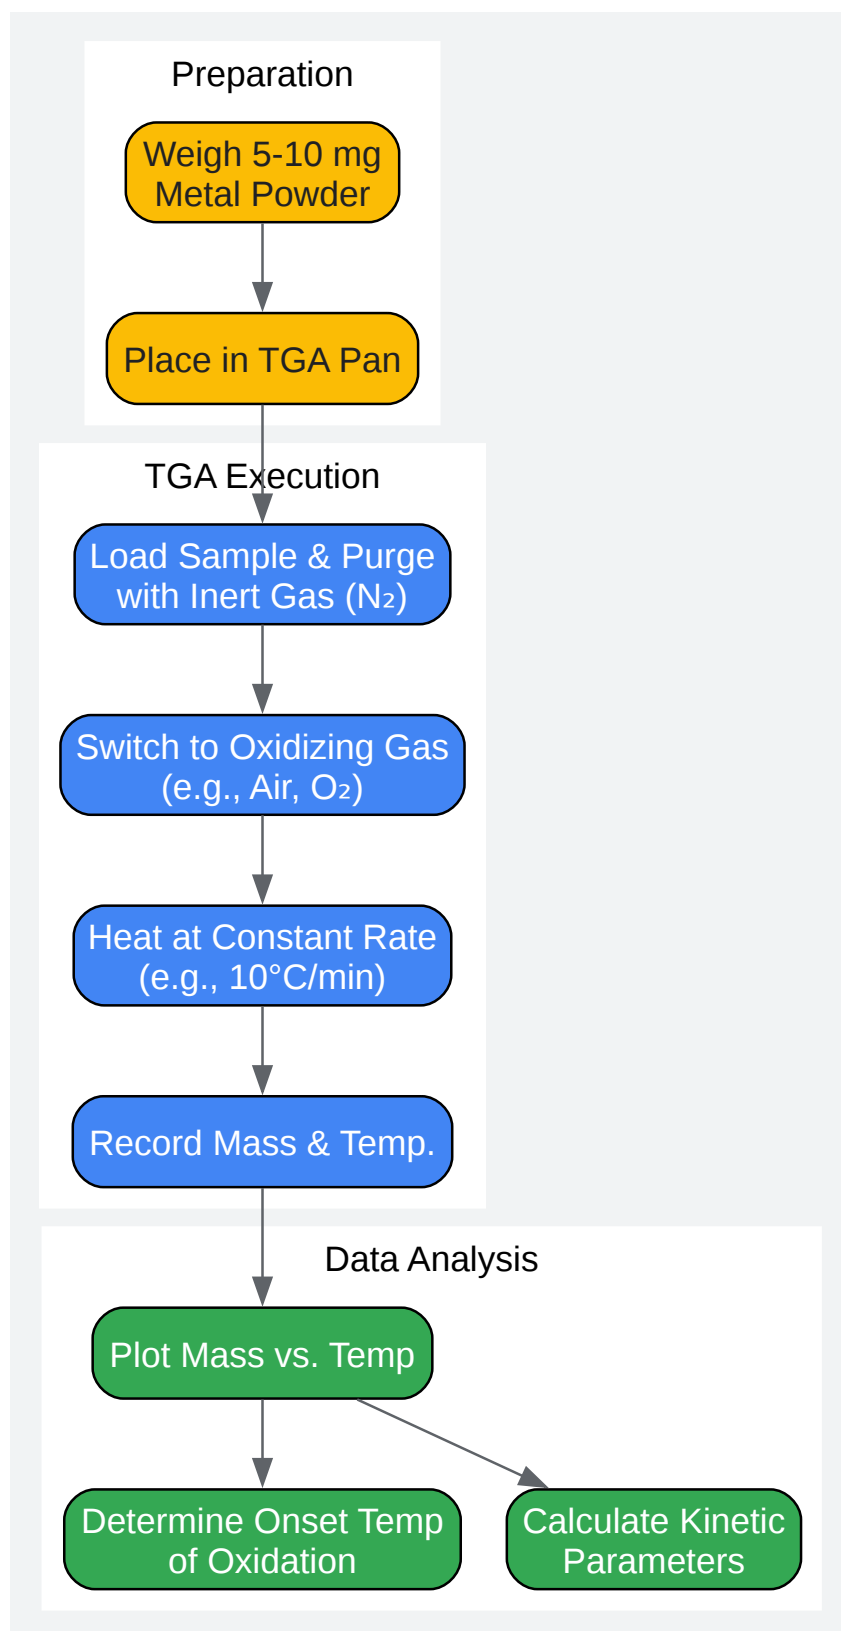 Preparation
Weigh 5-10 mg
Metal Powder
Place in TGA Pan
TGA Execution
Load Sample & Purge
with Inert Gas (N₂)
Switch to Oxidizing Gas
(e.g., Air, O₂)
Heat at Constant Rate
(e.g., 10°C/min)
Record Mass & Temp.
Data Analysis
Plot Mass vs. Temp
Determine Onset Temp
of Oxidation
Calculate Kinetic
Parameters